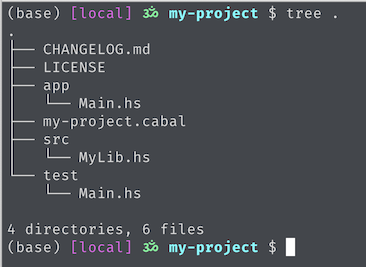 (base) [local] ॐ my-project $ tree .
.
├── CHANGELOG.md
├── LICENSE
├── app
│   └── Main.hs
├── my-project.cabal
├── src
│   └── MyLib.hs
└── test
    └── Main.hs
4 directories, 6 files
(base) [local] ॐ my-project $